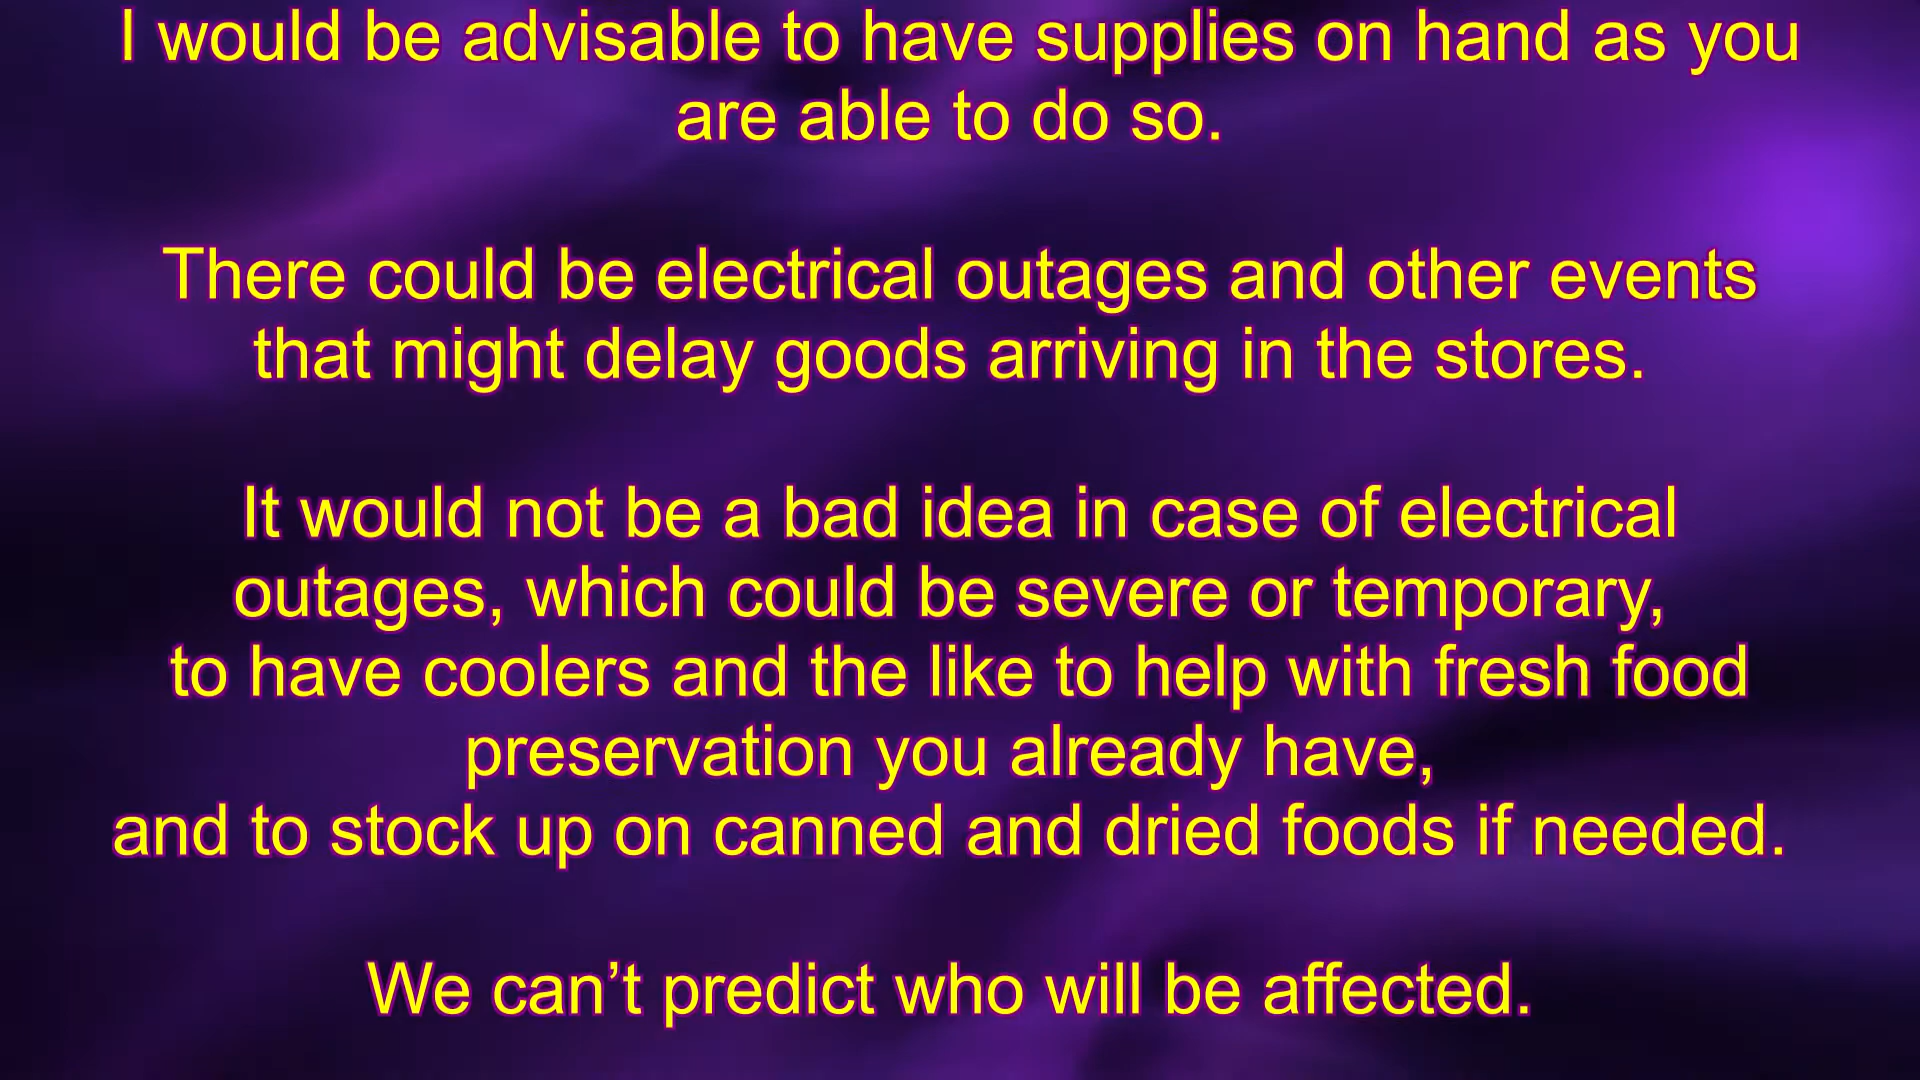 I would be advisable to have supplies on hand as you
are able to do so.
There could be electrical outages and other events
that might delay goods arriving in the stores.
It would not be a bad idea in case of electrical
outages, which could be severe or temporary,
to have coolers and the like to help with fresh food
preservation you already have,
and to stock up on canned and dried foods if needed.
We can’t predict who will be affected.